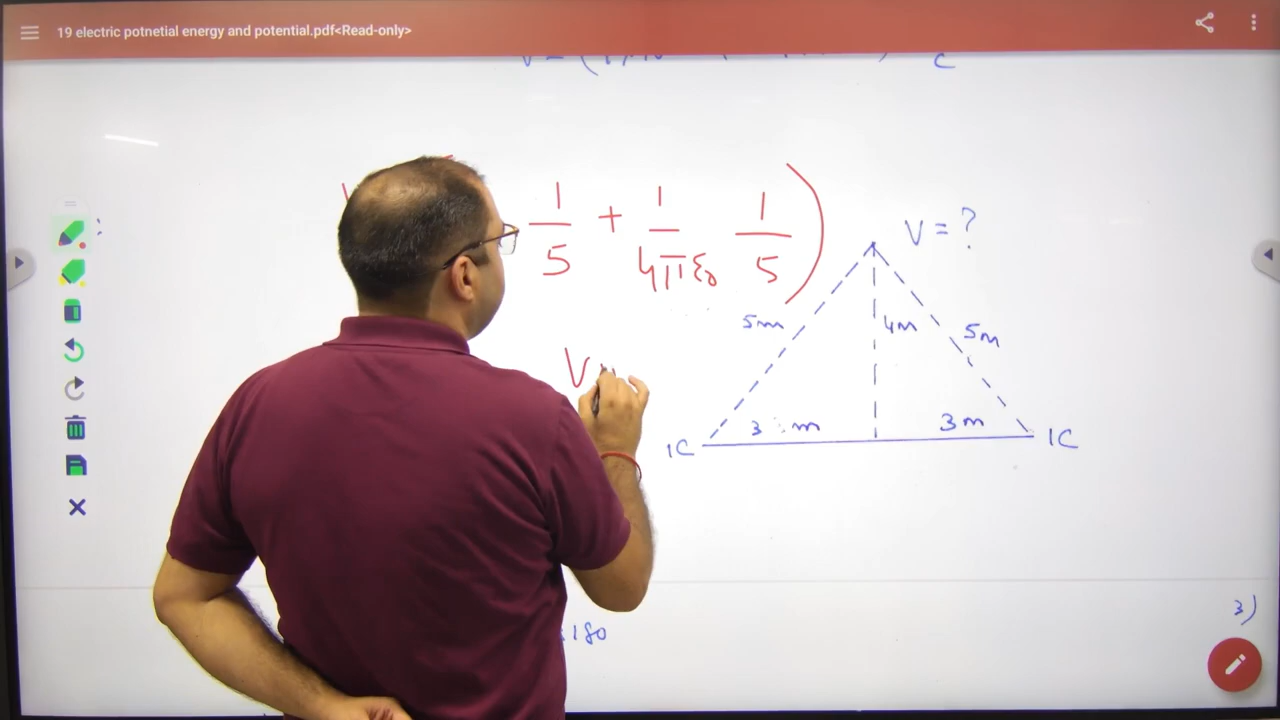 19 electric potnetial energy and potential.pdf<Read-only>
1/5 + 1/4πε₀ 1/5 )
V = ?
5m
4m
5m
V
3 m
3 m
1C
1C
3)
180